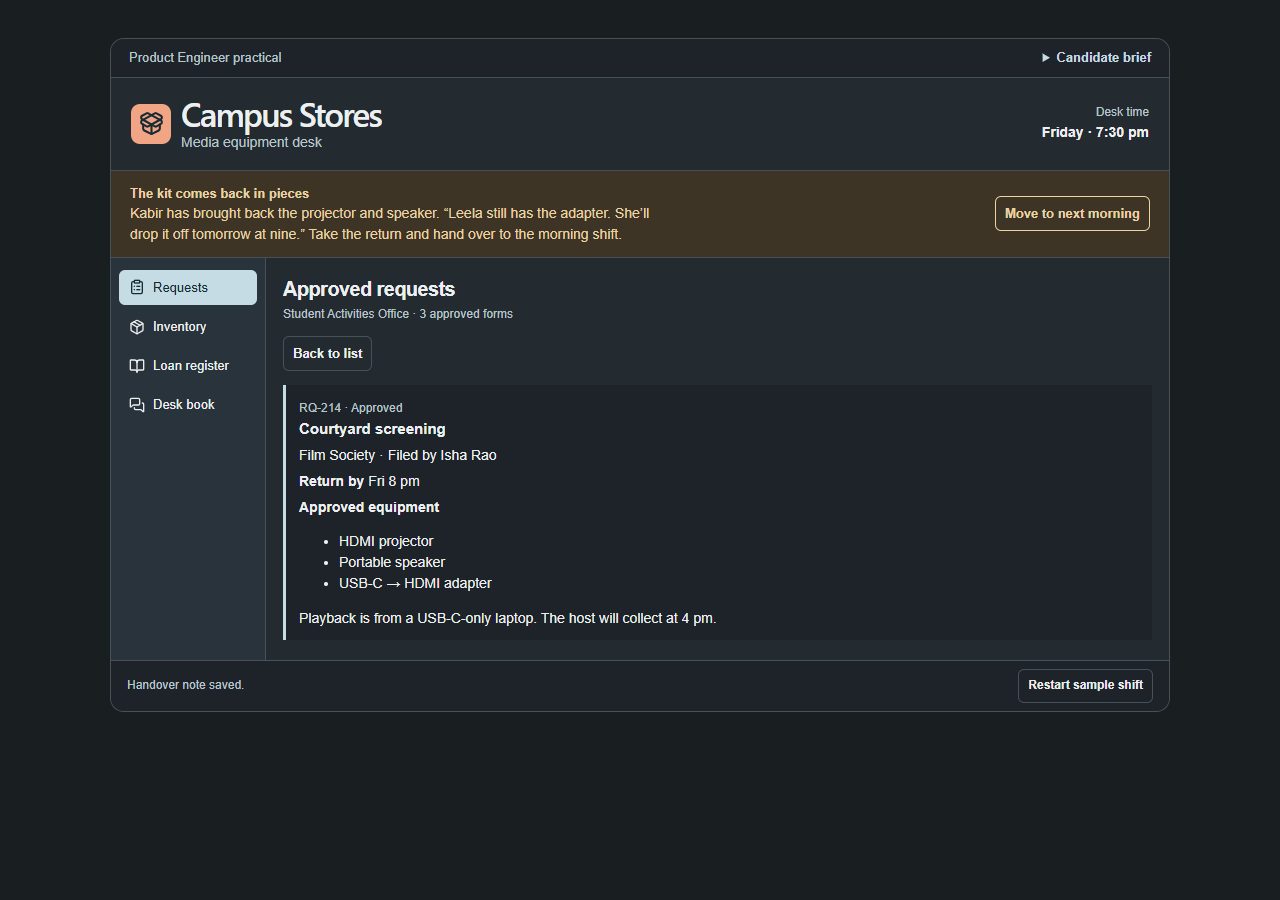 Product Engineer practical
▶ Candidate brief
Campus Stores
Media equipment desk
Desk time
Friday · 7:30 pm
The kit comes back in pieces
Kabir has brought back the projector and speaker. “Leela still has the adapter. She’ll
drop it off tomorrow at nine.” Take the return and hand over to the morning shift.
Move to next morning
Requests
Inventory
Loan register
Desk book
Approved requests
Student Activities Office · 3 approved forms
Back to list
RQ-214 · Approved
Courtyard screening
Film Society · Filed by Isha Rao
Return by Fri 8 pm
Approved equipment
• HDMI projector
• Portable speaker
• USB-C → HDMI adapter
Playback is from a USB-C-only laptop. The host will collect at 4 pm.
Handover note saved.
Restart sample shift